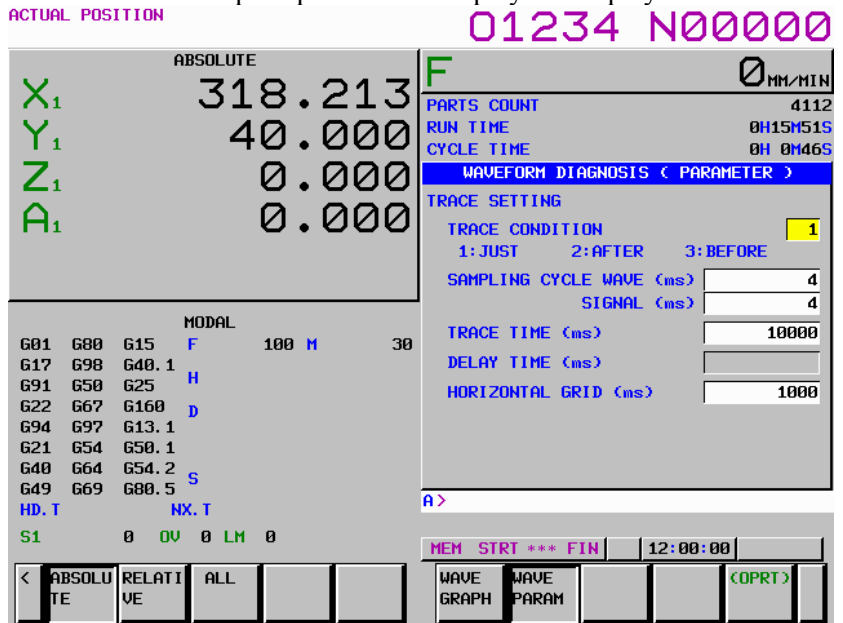 ACTUAL POSITION
O1234 N00000
ABSOLUTE
X1 318.213
Y1 40.000
Z1 0.000
A1 0.000
MODAL
G01 G80 G15 F 100 M 30
G17 G98 G40.1
G91 G50 G25 H
G22 G67 G160 D
G94 G97 G13.1
G21 G54 G50.1
G40 G64 G54.2 S
G49 G69 G80.5
HD.T NX.T
S1 0 OV 0 LM 0
< ABSOLUTE RELATIVE ALL
F 0 MM/MIN
PARTS COUNT 4112
RUN TIME 0H15M51S
CYCLE TIME 0H 0M46S
WAVEFORM DIAGNOSIS ( PARAMETER )
TRACE SETTING
TRACE CONDITION 1
1:JUST 2:AFTER 3:BEFORE
SAMPLING CYCLE WAVE (ms) 4
SIGNAL (ms) 4
TRACE TIME (ms) 10000
DELAY TIME (ms)
HORIZONTAL GRID (ms) 1000
A>
MEM STRT *** FIN 12:00:00
WAVE GRAPH WAVE PARAM (OPRT)